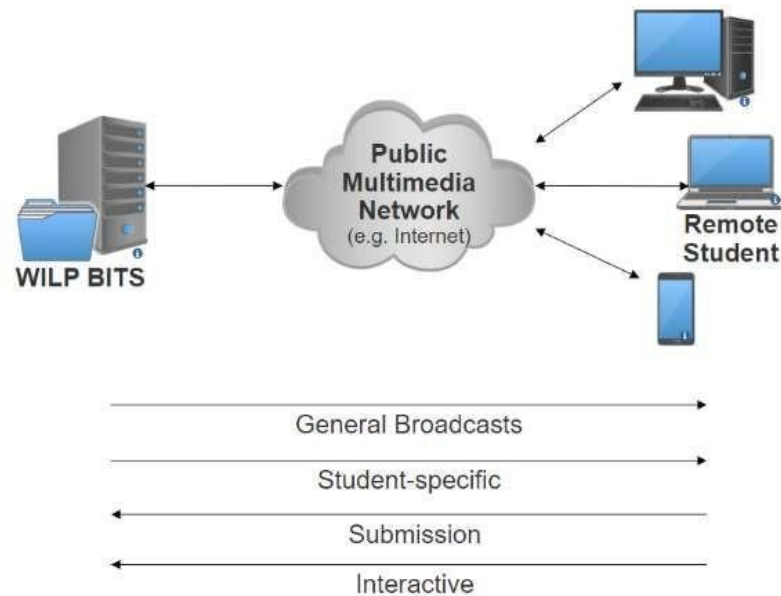 Public
Multimedia
Network
(e.g. Internet)
WILP BITS
Remote
Student
General Broadcasts
Student-specific
Submission
Interactive